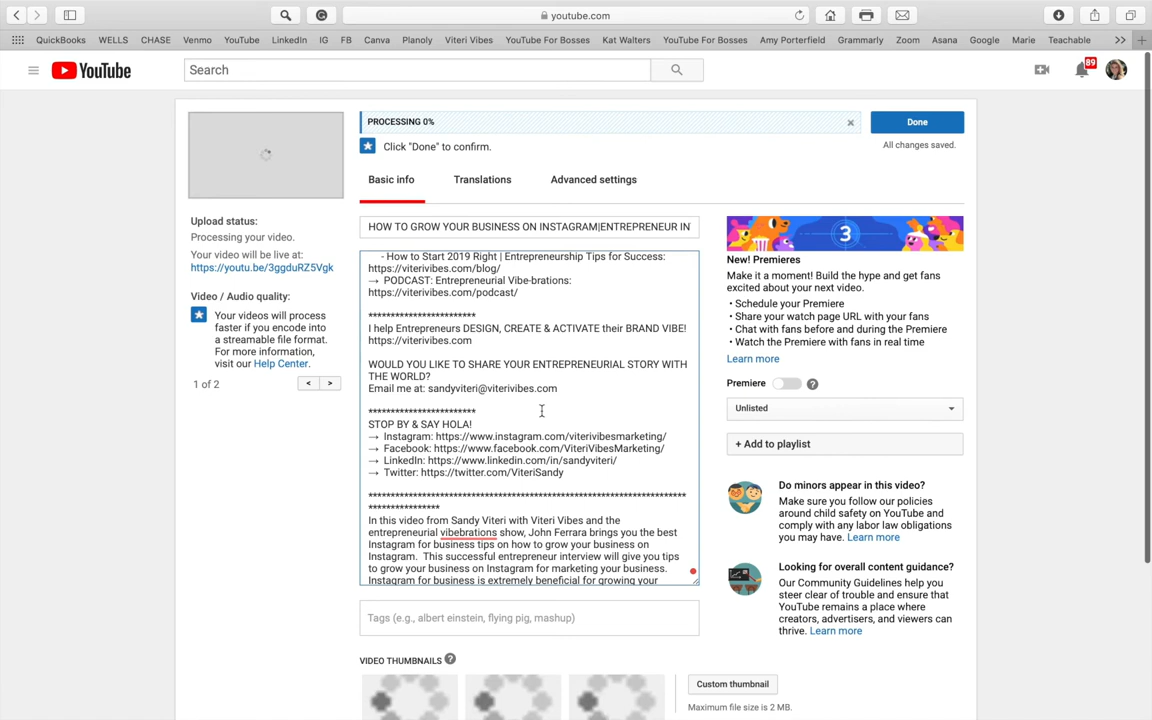 youtube.com
QuickBooks WELLS CHASE Venmo YouTube LinkedIn IG FB Canva Planoly Viteri Vibes YouTube For Bosses Kat Walters YouTube For Bosses Amy Porterfield Grammarly Zoom Asana Google Marie Teachable
YouTube
Search
89
PROCESSING 0%
Done
Click "Done" to confirm.
All changes saved.
Basic info Translations Advanced settings
Upload status:
Processing your video.
Your video will be live at:
https://youtu.be/3ggduRZ5Vgk
Video / Audio quality:
Your videos will process
faster if you encode into
a streamable file format.
For more information,
visit our Help Center.
1 of 2 < >
HOW TO GROW YOUR BUSINESS ON INSTAGRAM|ENTREPRENEUR IN
- How to Start 2019 Right | Entrepreneurship Tips for Success:
https://viterivibes.com/blog/
→ PODCAST: Entrepreneurial Vibe-brations:
https://viterivibes.com/podcast/
************************
I help Entrepreneurs DESIGN, CREATE & ACTIVATE their BRAND VIBE!
https://viterivibes.com
WOULD YOU LIKE TO SHARE YOUR ENTREPRENEURIAL STORY WITH
THE WORLD?
Email me at: sandyviteri@viterivibes.com
************************
STOP BY & SAY HOLA!
→ Instagram: https://www.instagram.com/viterivibesmarketing/
→ Facebook: https://www.facebook.com/ViteriVibesMarketing/
→ LinkedIn: https://www.linkedin.com/in/sandyviteri/
→ Twitter: https://twitter.com/ViteriSandy
**********************************************************************
****************
In this video from Sandy Viteri with Viteri Vibes and the
entrepreneurial vibebrations show, John Ferrara brings you the best
Instagram for business tips on how to grow your business on
Instagram. This successful entrepreneur interview will give you tips
to grow your business on Instagram for marketing your business.
Instagram for business is extremely beneficial for growing your
Tags (e.g., albert einstein, flying pig, mashup)
VIDEO THUMBNAILS ?
Custom thumbnail
Maximum file size is 2 MB.
3
New! Premieres
Make it a moment! Build the hype and get fans
excited about your next video.
• Schedule your Premiere
• Share your watch page URL with your fans
• Chat with fans before and during the Premiere
• Watch the Premiere with fans in real time
Learn more
Premiere ?
Unlisted
+ Add to playlist
Do minors appear in this video?
Make sure you follow our policies
around child safety on YouTube and
comply with any labor law obligations
you may have. Learn more
Looking for overall content guidance?
Our Community Guidelines help you
steer clear of trouble and ensure that
YouTube remains a place where
creators, advertisers, and viewers can
thrive. Learn more